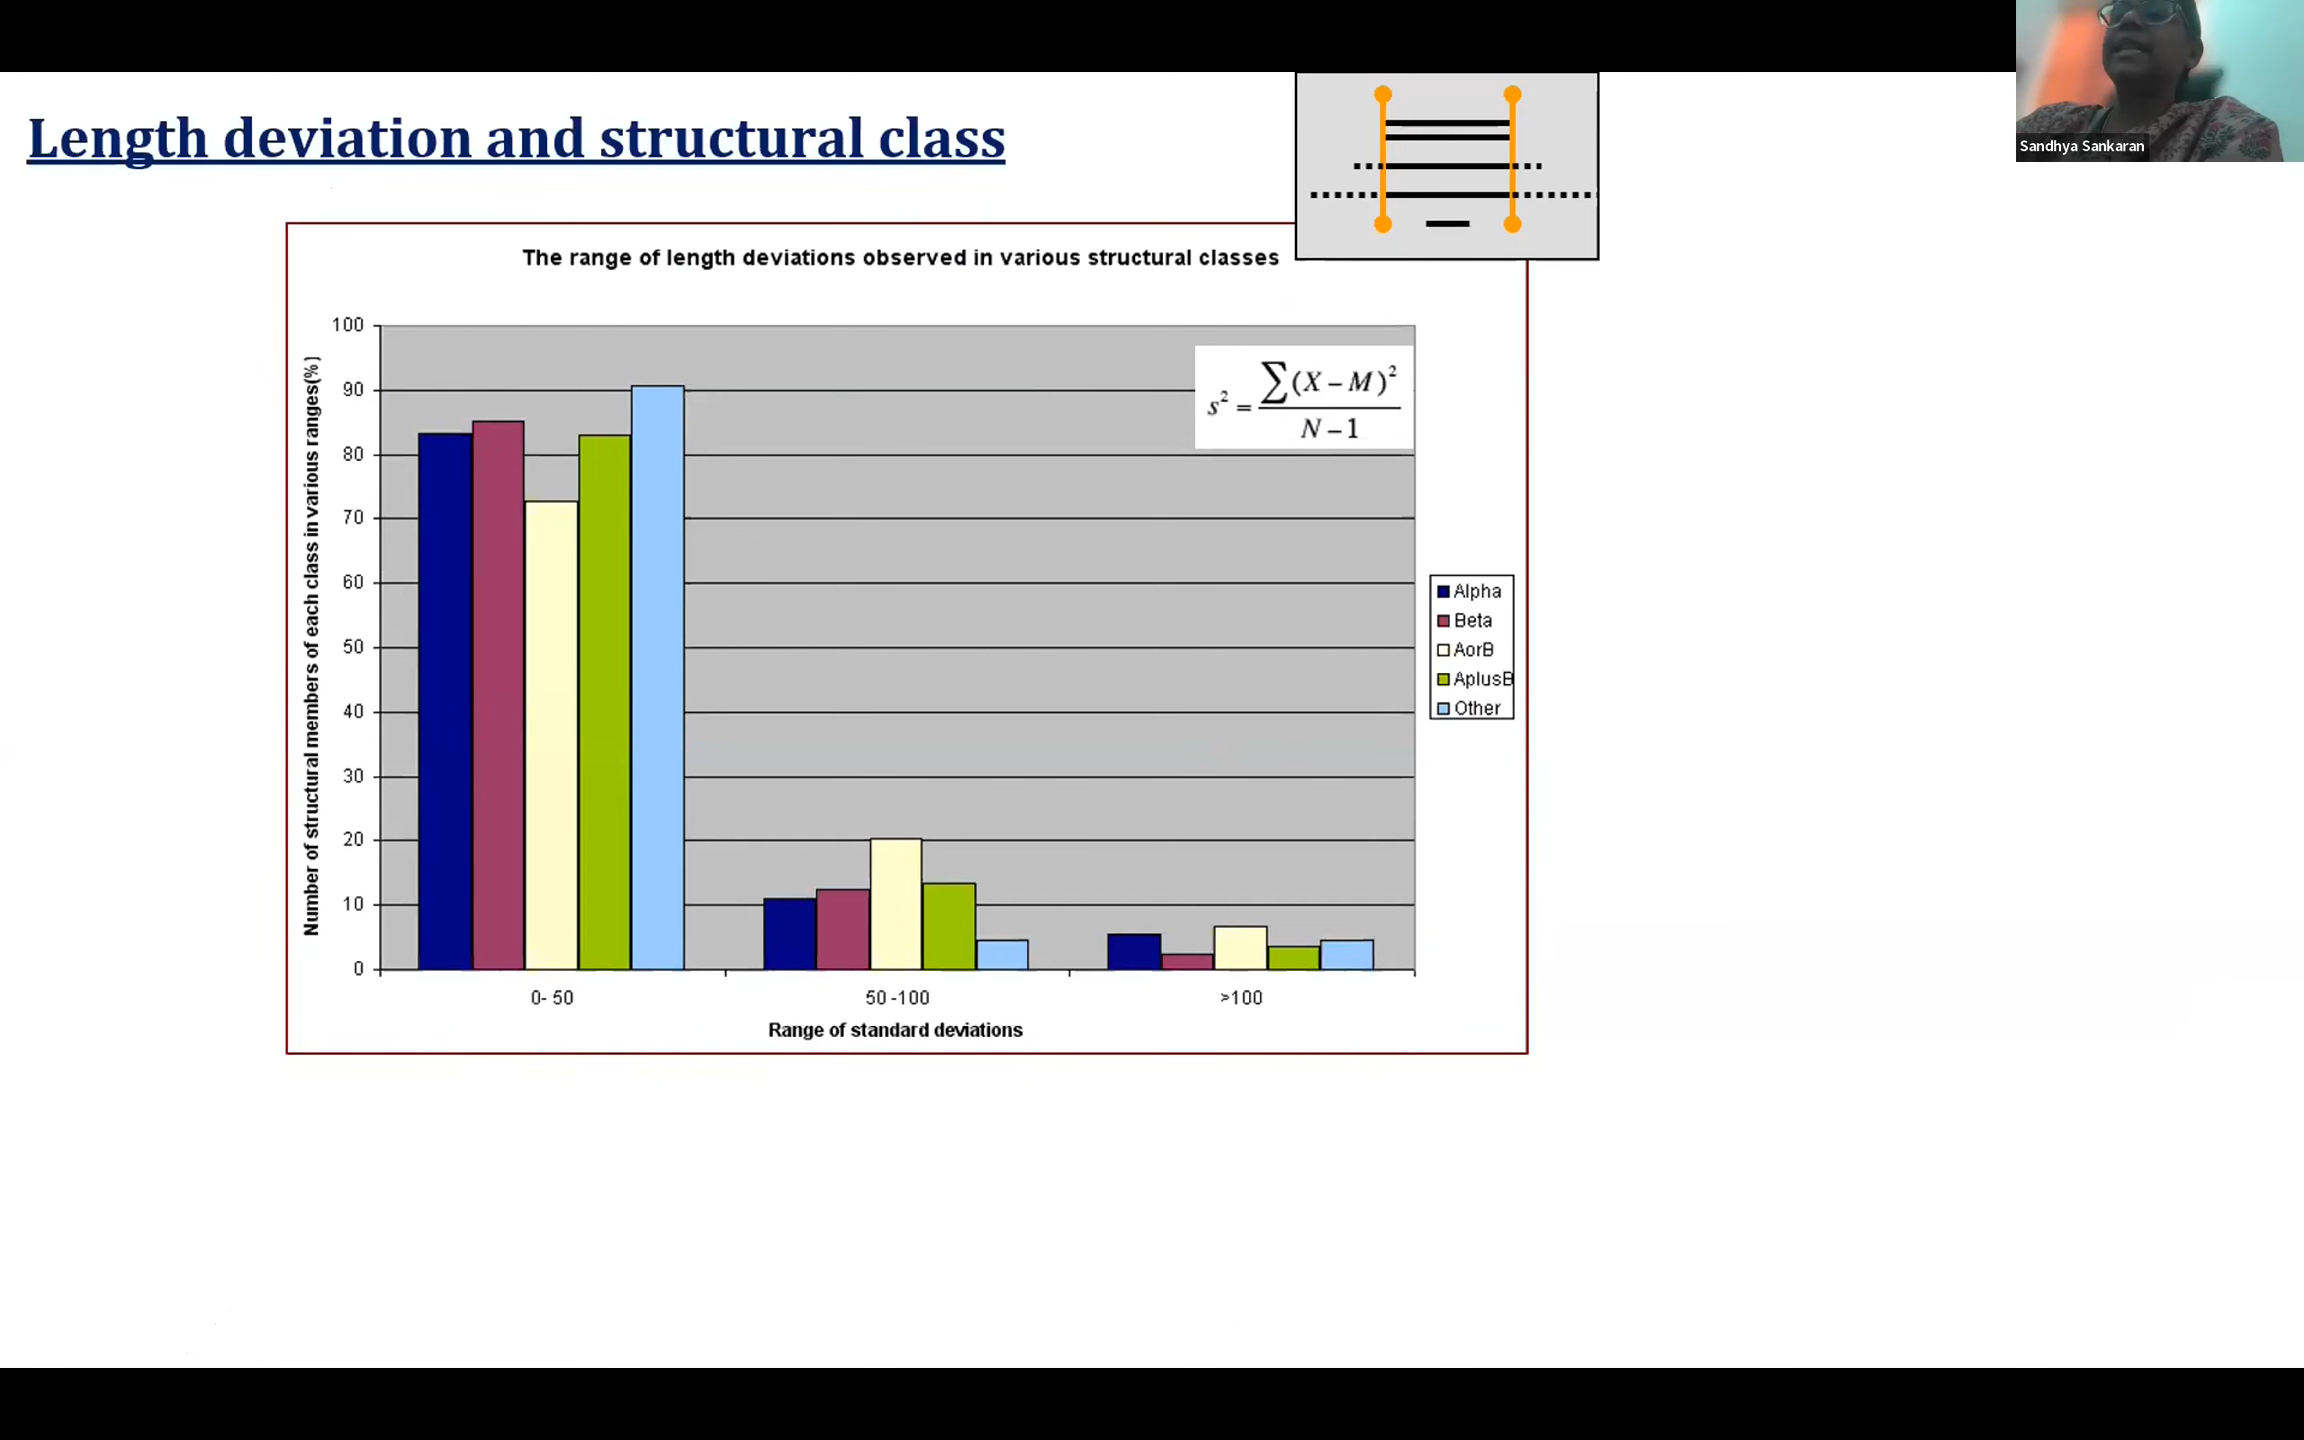 Sandhya Sankaran
Length deviation and structural class
The range of length deviations observed in various structural classes
Number of structural members of each class in various ranges(%)
100
90
80
70
60
50
40
30
20
10
0
s² = ∑(X – M)² / N – 1
Alpha
Beta
AorB
AplusB
Other
0- 50
50 -100
>100
Range of standard deviations